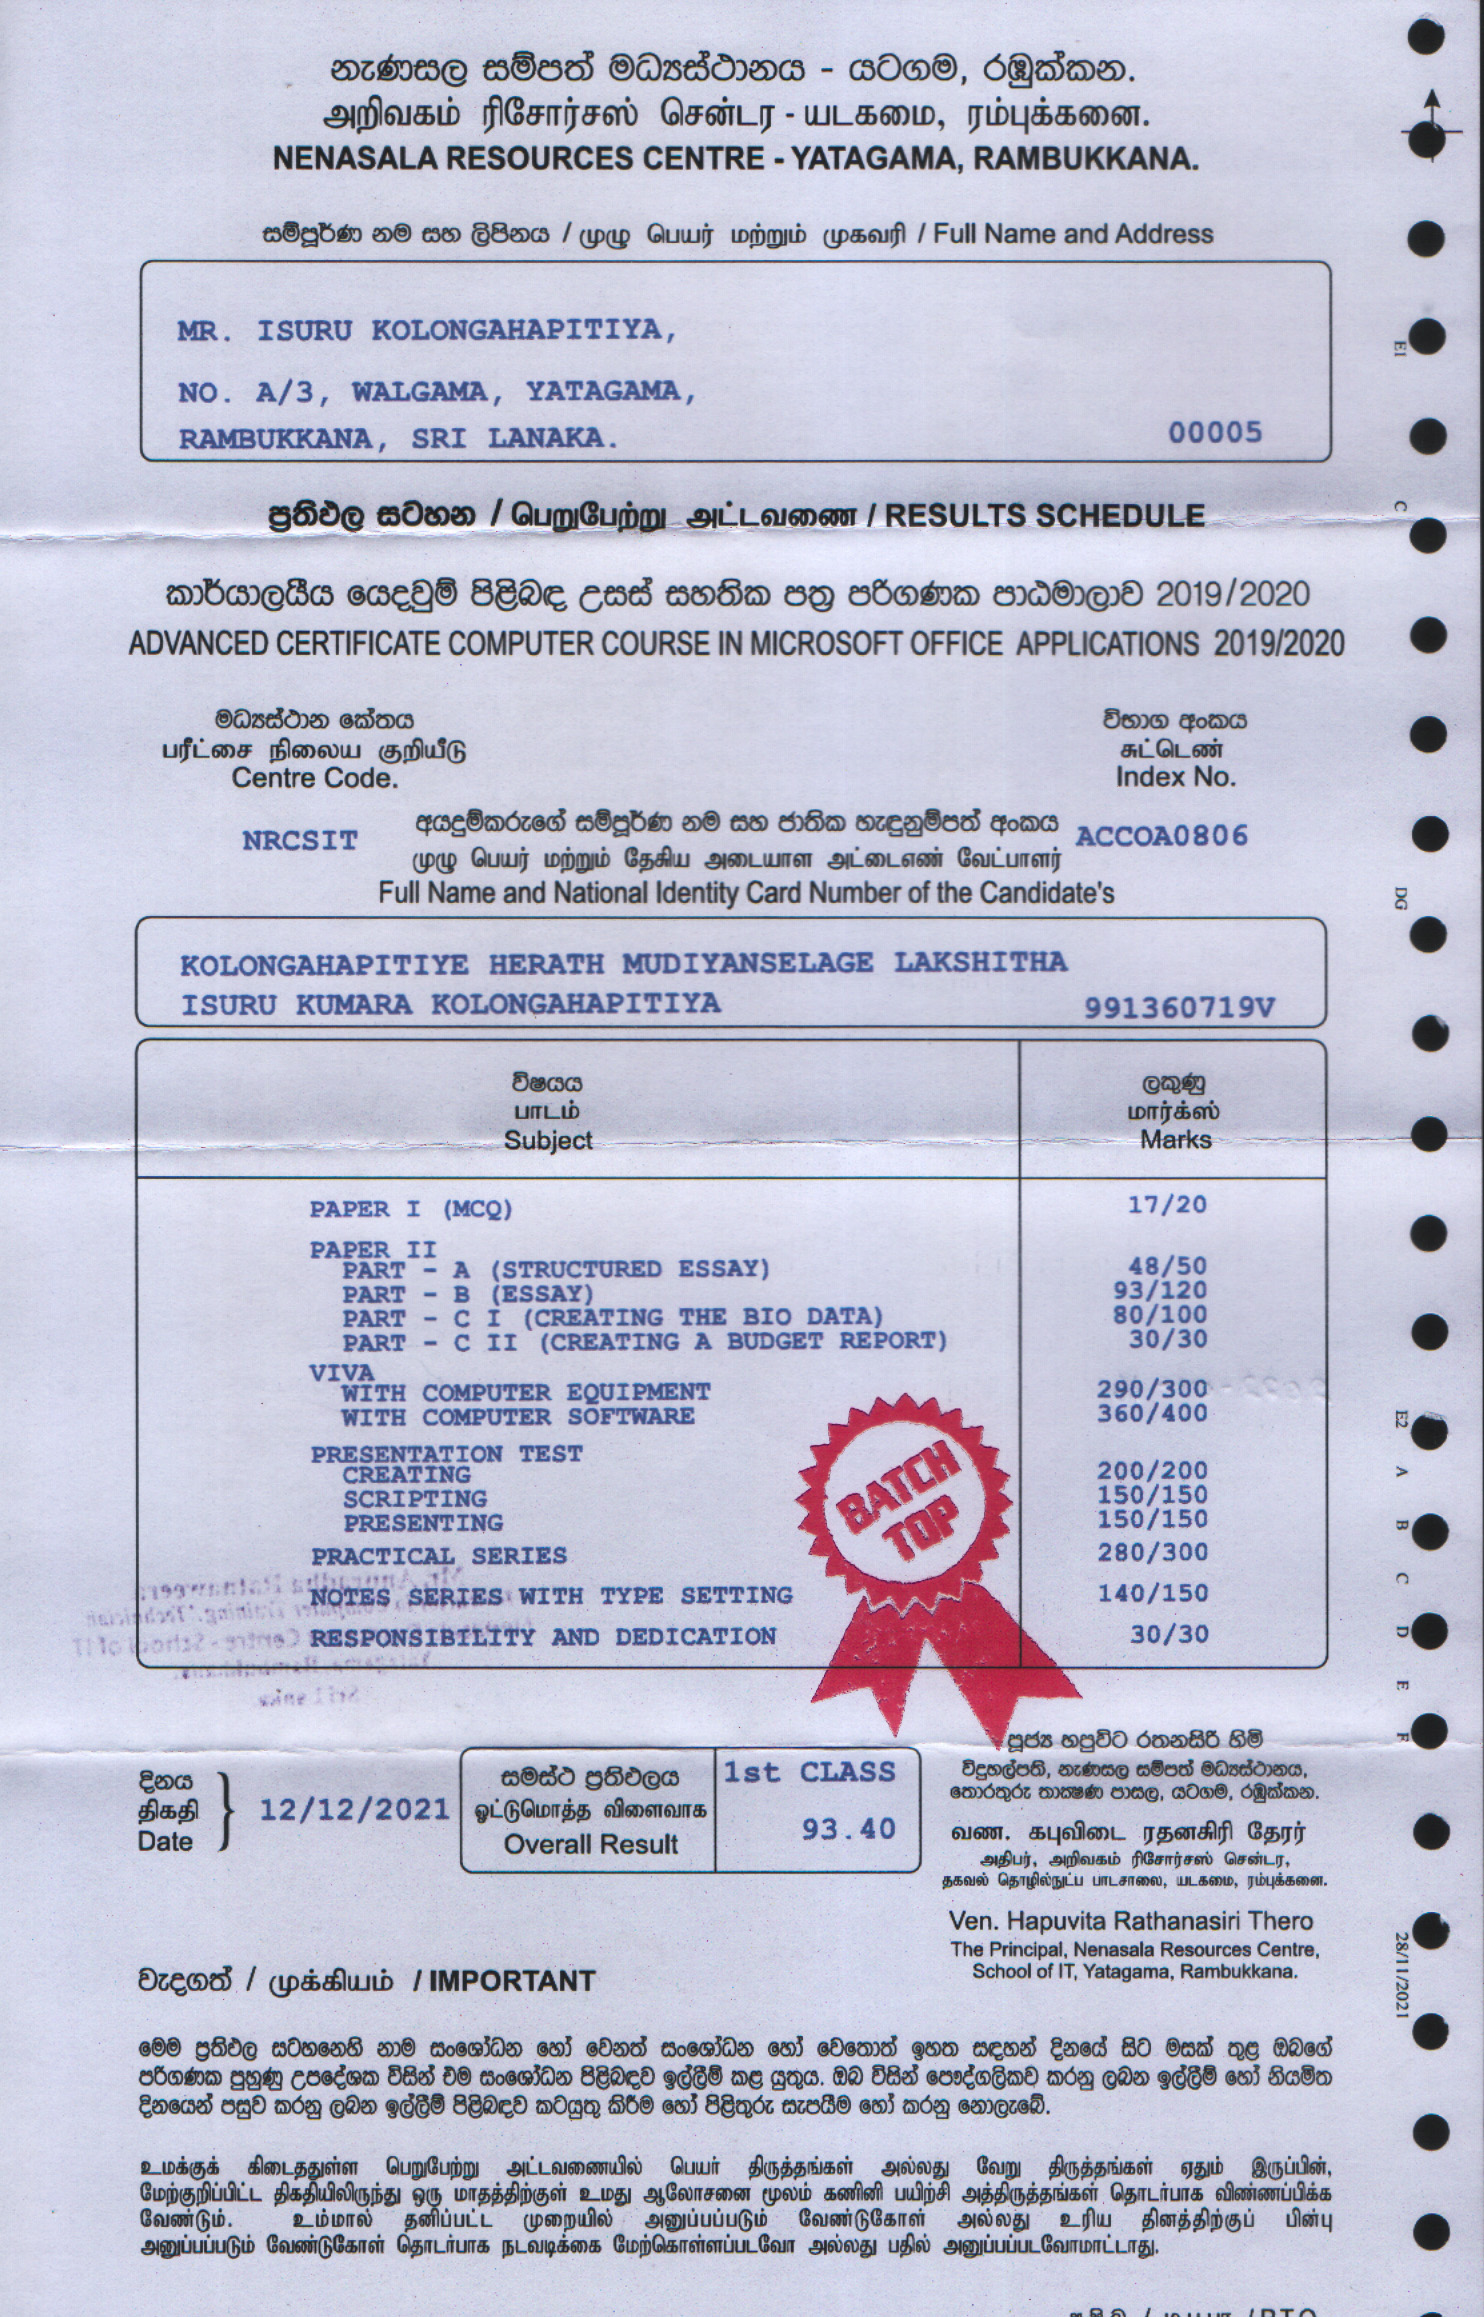 නැණසල සම්පත් මධ්‍යස්ථානය - යටගම, රඹුක්කන.
அறிவகம் ரிசோர்சஸ் சென்டர - யடகமை, ரம்புக்கனை.
NENASALA RESOURCES CENTRE - YATAGAMA, RAMBUKKANA.
සම්පූර්ණ නම සහ ලිපිනය / முழு பெயர் மற்றும் முகவரி / Full Name and Address
MR. ISURU KOLONGAHAPITIYA,
NO. A/3, WALGAMA, YATAGAMA,
RAMBUKKANA, SRI LANAKA.
00005
ප්‍රතිඵල සටහන / பெறுபேற்று அட்டவணை / RESULTS SCHEDULE
කාර්යාලයීය යෙදවුම් පිළිබඳ උසස් සහතික පත්‍ර පරිගණක පාඨමාලාව 2019/2020
ADVANCED CERTIFICATE COMPUTER COURSE IN MICROSOFT OFFICE APPLICATIONS 2019/2020
මධ්‍යස්ථාන කේතය
பரீட்சை நிலைய குறியீடு
Centre Code.
NRCSIT
විභාග අංකය
சுட்டெண்
Index No.
ACCOA0806
අයදුම්කරුගේ සම්පූර්ණ නම සහ ජාතික හැඳුනුම්පත් අංකය
முழு பெயர் மற்றும் தேசிய அடையாள அட்டைஎண் வேட்பாளர்
Full Name and National Identity Card Number of the Candidate's
KOLONGAHAPITIYE HERATH MUDIYANSELAGE LAKSHITHA
ISURU KUMARA KOLONGAHAPITIYA 991360719V
විෂයය
பாடம்
Subject
ලකුණු
மார்க்ஸ்
Marks
PAPER I (MCQ) 17/20
PAPER II
PART - A (STRUCTURED ESSAY) 48/50
PART - B (ESSAY) 93/120
PART - C I (CREATING THE BIO DATA) 80/100
PART - C II (CREATING A BUDGET REPORT) 30/30
VIVA
WITH COMPUTER EQUIPMENT 290/300
WITH COMPUTER SOFTWARE 360/400
PRESENTATION TEST
CREATING 200/200
SCRIPTING 150/150
PRESENTING 150/150
PRACTICAL SERIES 280/300
NOTES SERIES WITH TYPE SETTING 140/150
RESPONSIBILITY AND DEDICATION 30/30
BATCH
TOP
දිනය
திகதி
Date
12/12/2021
සමස්ථ ප්‍රතිඵලය
ஒட்டுமொத்த விளைவாக
Overall Result
1st CLASS
93.40
පූජ්‍ය හපුවිට රතනසිරි හිමි
විදුහල්පති, නැණසල සම්පත් මධ්‍යස්ථානය,
තොරතුරු තාක්‍ෂණ පාසල, යටගම, රඹුක්කන.
வண. கபுவிடை ரதனசிரி தேரர்
அதிபர், அறிவகம் ரிசோர்சஸ் சென்டர,
தகவல் தொழில்நுட்ப பாடசாலை, யடகமை, ரம்புக்கனை.
Ven. Hapuvita Rathanasiri Thero
The Principal, Nenasala Resources Centre,
School of IT, Yatagama, Rambukkana.
වැදගත් / முக்கியம் / IMPORTANT
මෙම ප්‍රතිඵල සටහනෙහි නාම සංශෝධන හෝ වෙනත් සංශෝධන හෝ වෙතොත් ඉහත සඳහන් දිනයේ සිට මසක් තුළ ඔබගේ
පරිගණක පුහුණු උපදේශක විසින් එම සංශෝධන පිළිබඳව ඉල්ලීම් කළ යුතුය. ඔබ විසින් පෞද්ගලිකව කරනු ලබන ඉල්ලීම් හෝ නියමිත
දිනයෙන් පසුව කරනු ලබන ඉල්ලීම් පිළිබඳව කටයුතු කිරීම හෝ පිළිතුරු සැපයීම හෝ කරනු නොලැබේ.
உமக்குக் கிடைததுள்ள பெறுபேற்று அட்டவணையில் பெயர் திருத்தங்கள் அல்லது வேறு திருத்தங்கள் ஏதும் இருப்பின்,
மேற்குறிப்பிட்ட திகதியிலிருந்து ஒரு மாதத்திற்குள் உமது ஆலோசனை மூலம் கணினி பயிற்சி அத்திருத்தங்கள் தொடர்பாக விண்ணப்பிக்க
வேண்டும். உம்மால் தனிப்பட்ட முறையில் அனுப்பப்படும் வேண்டுகோள் அல்லது உரிய தினத்திற்குப் பின்பு
அனுப்பப்படும் வேண்டுகோள் தொடர்பாக நடவடிக்கை மேற்கொள்ளப்படவோ அல்லது பதில் அனுப்பப்படவோமாட்டாது.
E1
C
DG
E2
A
B
C
D
E
F
28/11/2021